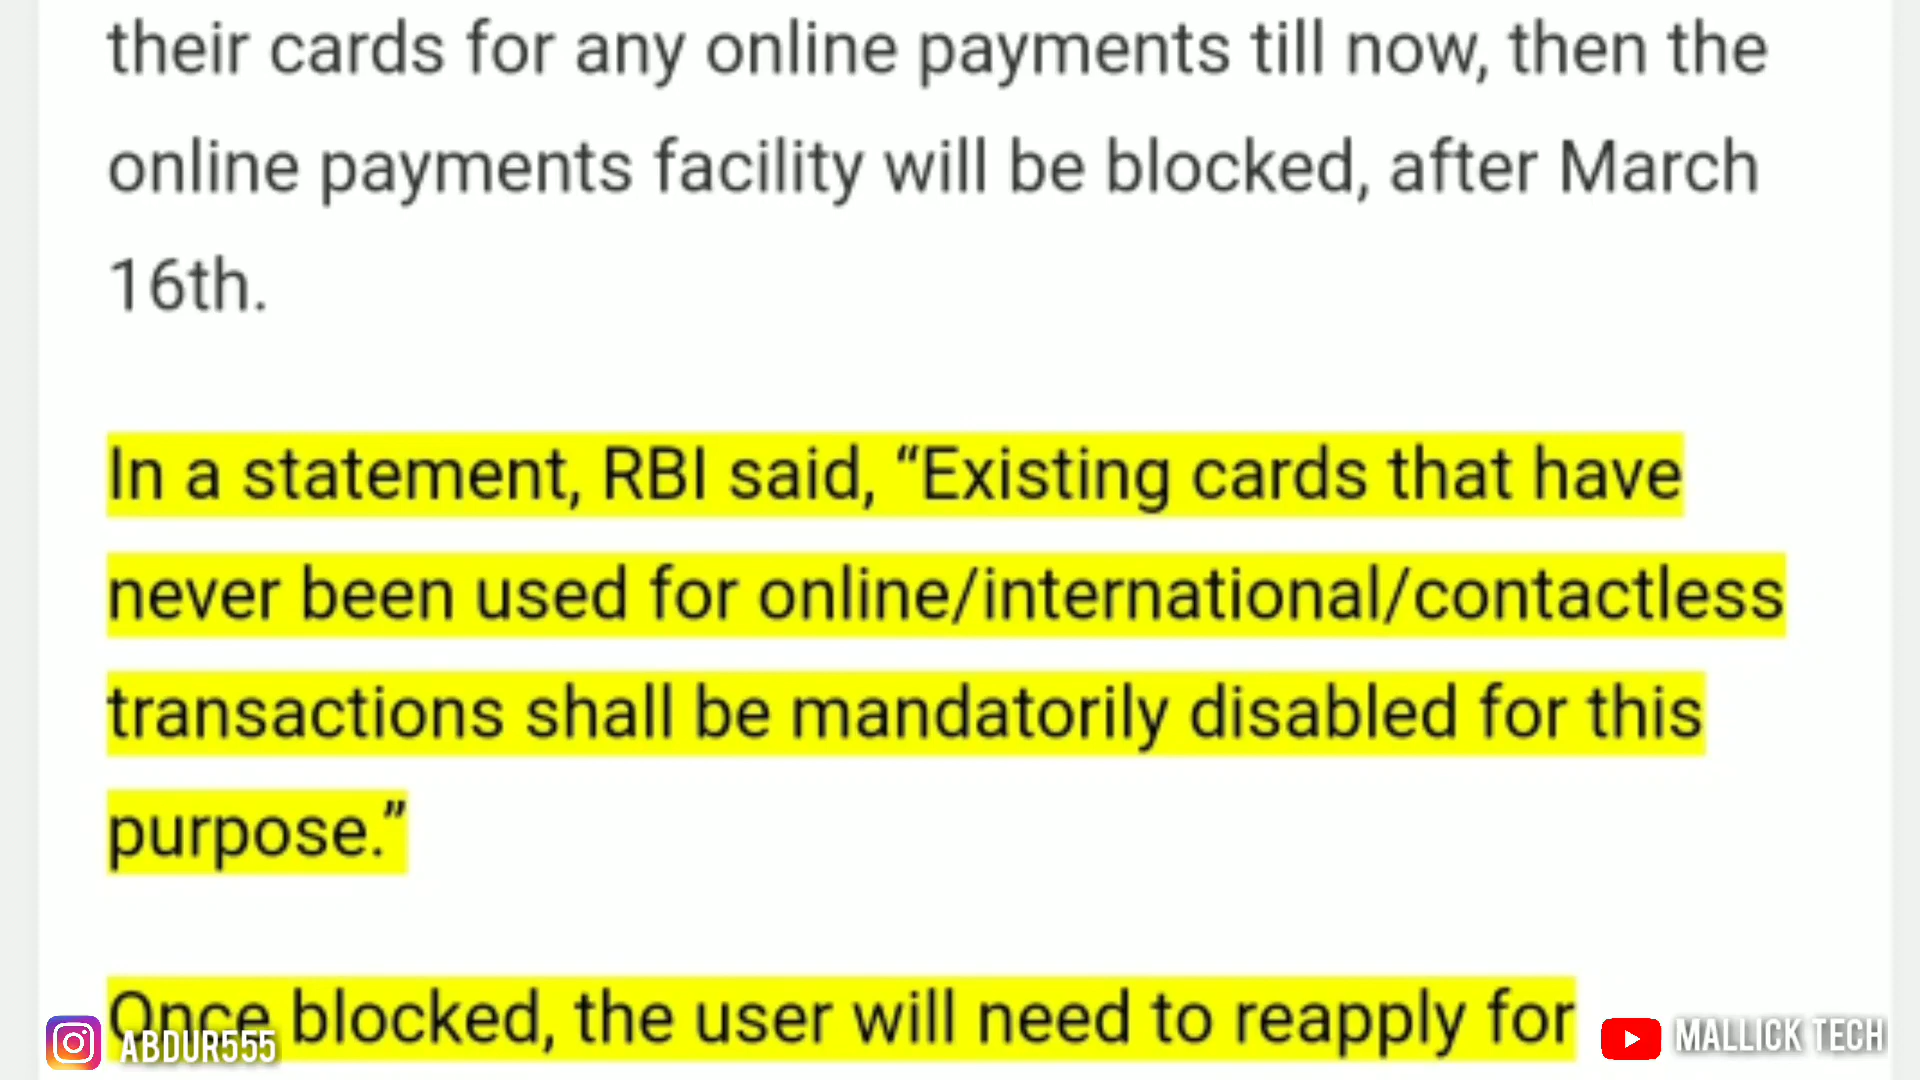 their cards for any online payments till now, then the
online payments facility will be blocked, after March
16th.
In a statement, RBI said, “Existing cards that have
never been used for online/international/contactless
transactions shall be mandatorily disabled for this
purpose.”
Once blocked, the user will need to reapply for
ABDUR555
MALLICK TECH